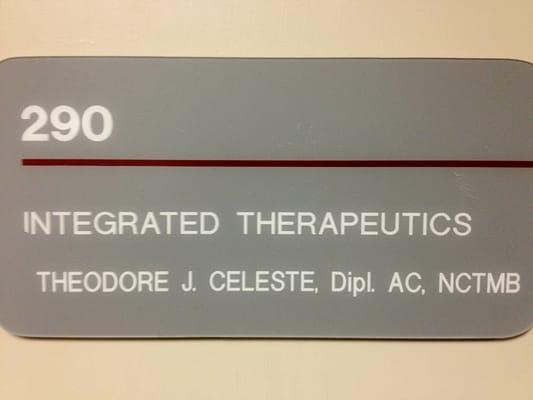 290
INTEGRATED THERAPEUTICS
THEODORE J. CELESTE, Dipl. AC, NCTMB